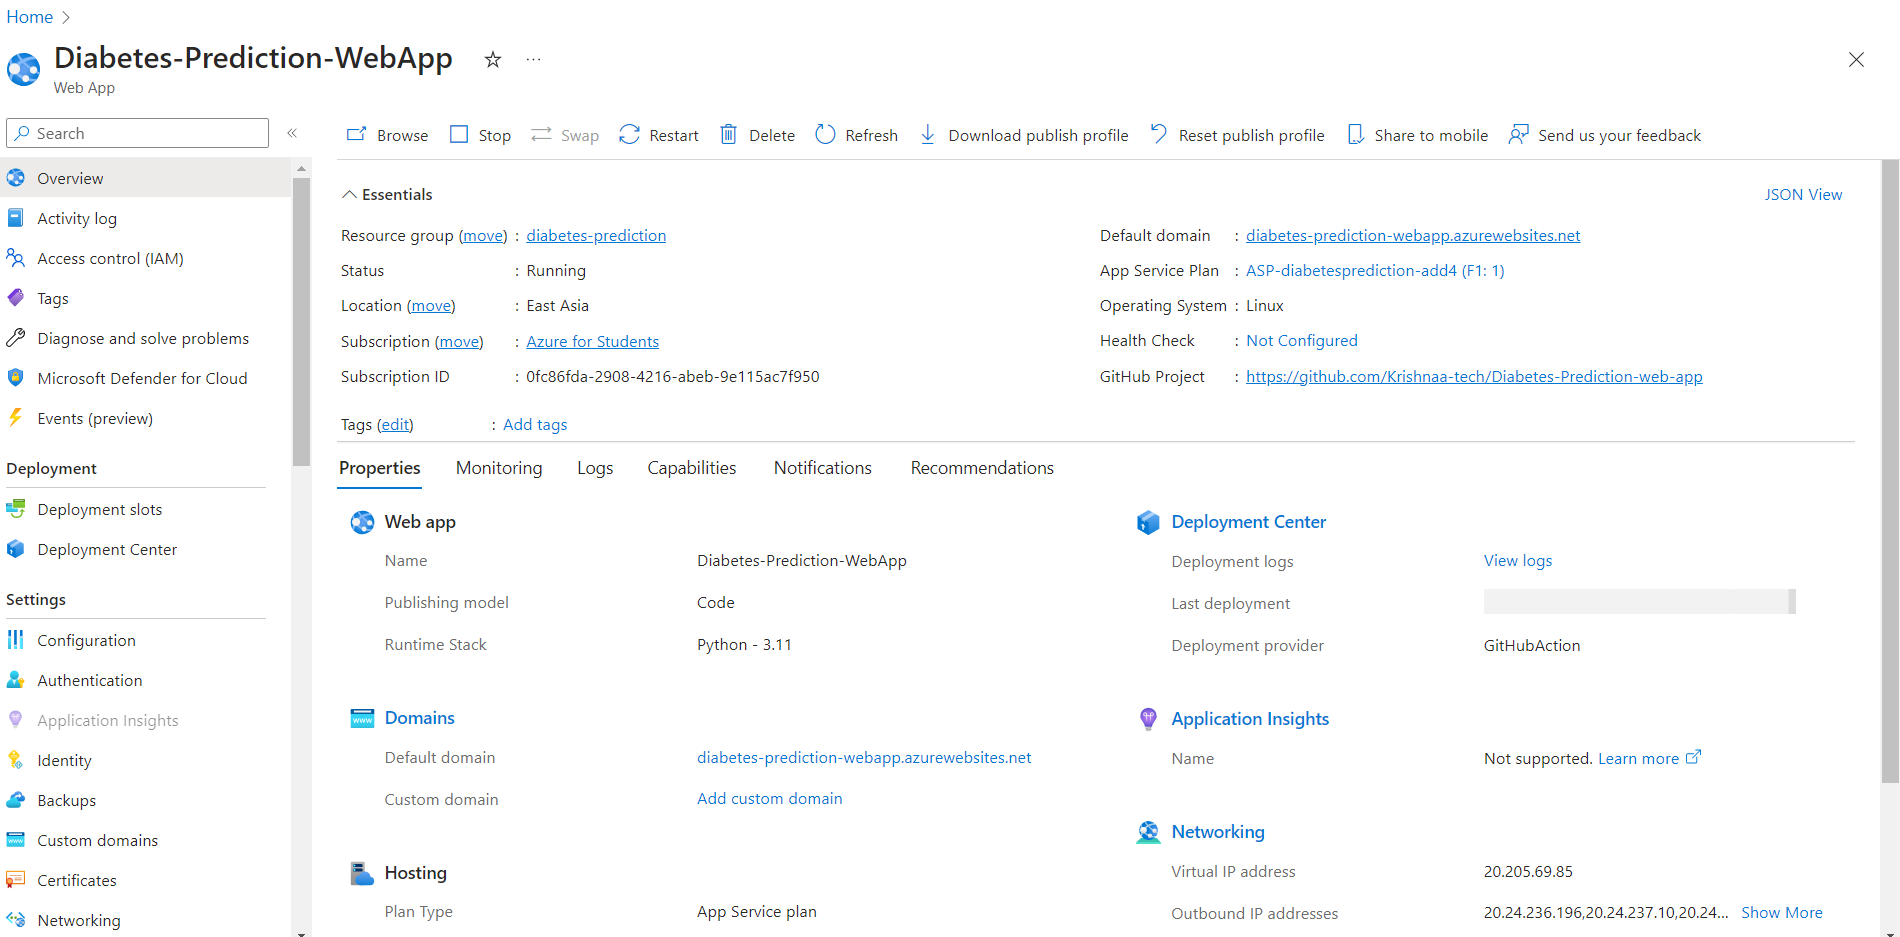 Home
Diabetes-Prediction-WebApp
Web App
Search
Browse Stop Swap Restart Delete Refresh Download publish profile Reset publish profile Share to mobile Send us your feedback
Overview
Activity log
Access control (IAM)
Tags
Diagnose and solve problems
Microsoft Defender for Cloud
Events (preview)
Deployment
Deployment slots
Deployment Center
Settings
Configuration
Authentication
Application Insights
Identity
Backups
Custom domains
Certificates
Networking
Essentials
JSON View
Resource group (move) : diabetes-prediction
Status : Running
Location (move) : East Asia
Subscription (move) : Azure for Students
Subscription ID : 0fc86fda-2908-4216-abeb-9e115ac7f950
Default domain : diabetes-prediction-webapp.azurewebsites.net
App Service Plan : ASP-diabetesprediction-add4 (F1: 1)
Operating System : Linux
Health Check : Not Configured
GitHub Project : https://github.com/Krishnaa-tech/Diabetes-Prediction-web-app
Tags (edit) : Add tags
Properties Monitoring Logs Capabilities Notifications Recommendations
Web app
Name Diabetes-Prediction-WebApp
Publishing model Code
Runtime Stack Python - 3.11
Domains
Default domain diabetes-prediction-webapp.azurewebsites.net
Custom domain Add custom domain
Hosting
Plan Type App Service plan
Deployment Center
Deployment logs View logs
Last deployment
Deployment provider GitHubAction
Application Insights
Name Not supported. Learn more
Networking
Virtual IP address 20.205.69.85
Outbound IP addresses 20.24.236.196,20.24.237.10,20.24... Show More